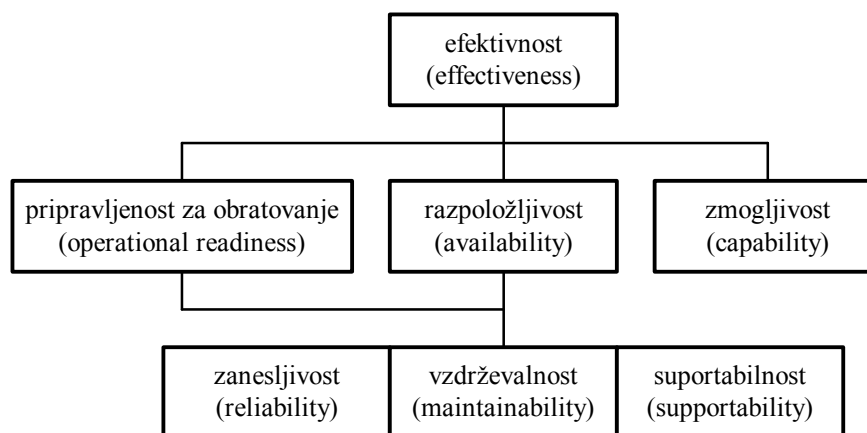 efektivnost
(effectiveness)
pripravljenost za obratovanje
(operational readiness)
razpoložljivost
(availability)
zmogljivost
(capability)
zanesljivost
(reliability)
vzdrževalnost
(maintainability)
suportabilnost
(supportability)